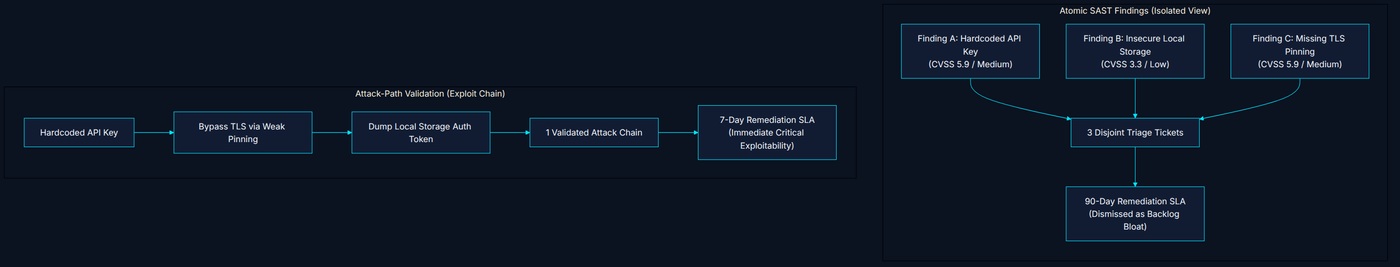 Attack-Path Validation (Exploit Chain)
Hardcoded API Key
Bypass TLS via Weak
Pinning
Dump Local Storage Auth
Token
1 Validated Attack Chain
7-Day Remediation SLA
(Immediate Critical
Exploitability)
Atomic SAST Findings (Isolated View)
Finding A: Hardcoded API
Key
(CVSS 5.9 / Medium)
Finding B: Insecure Local
Storage
(CVSS 3.3 / Low)
Finding C: Missing TLS
Pinning
(CVSS 5.9 / Medium)
3 Disjoint Triage Tickets
90-Day Remediation SLA
(Dismissed as Backlog
Bloat)